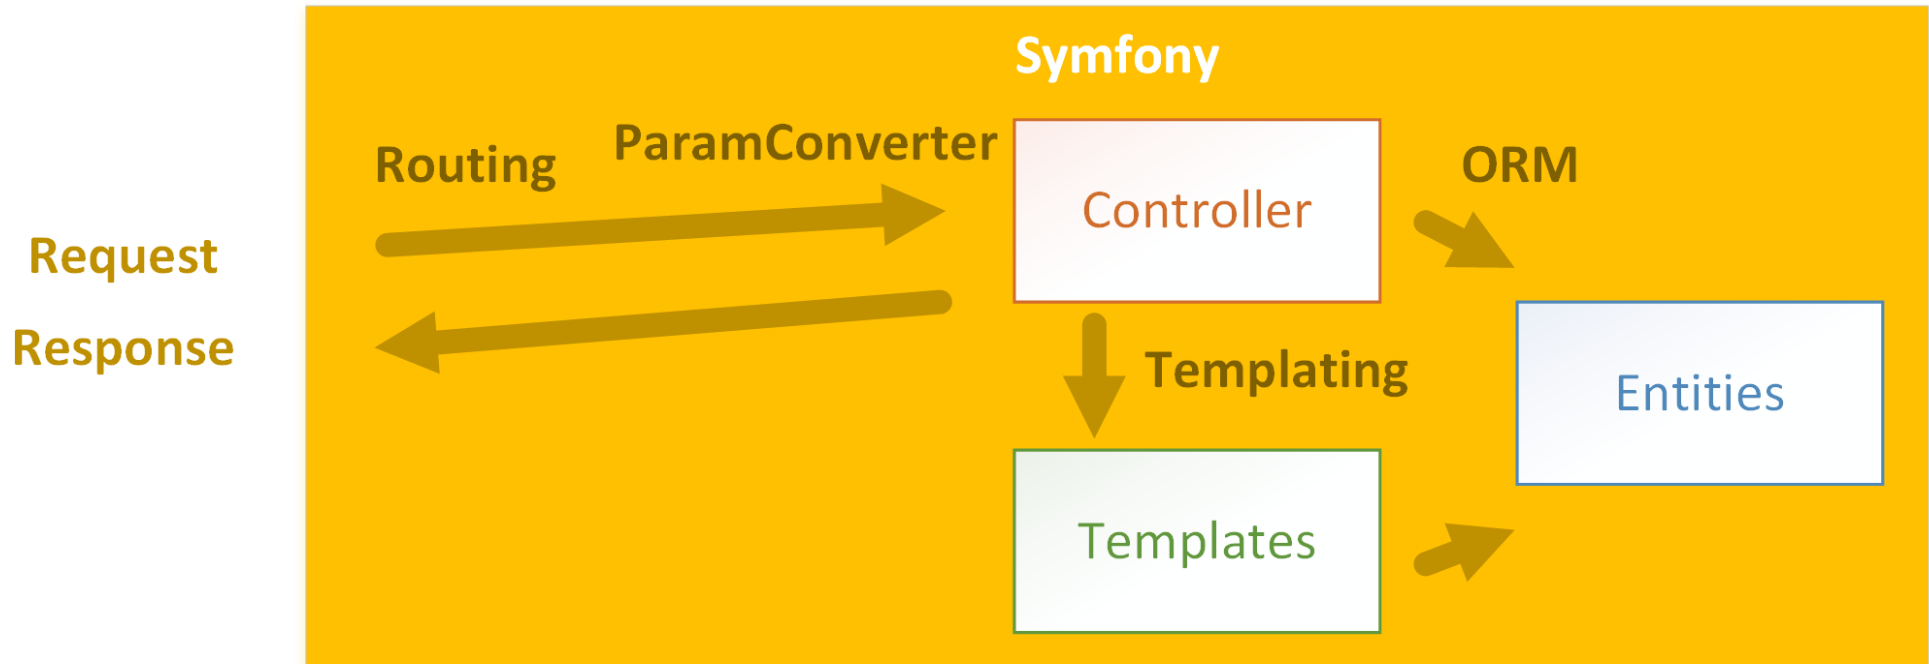 Symfony
Routing
ParamConverter
Controller
ORM
Request
Response
Templating
Entities
Templates